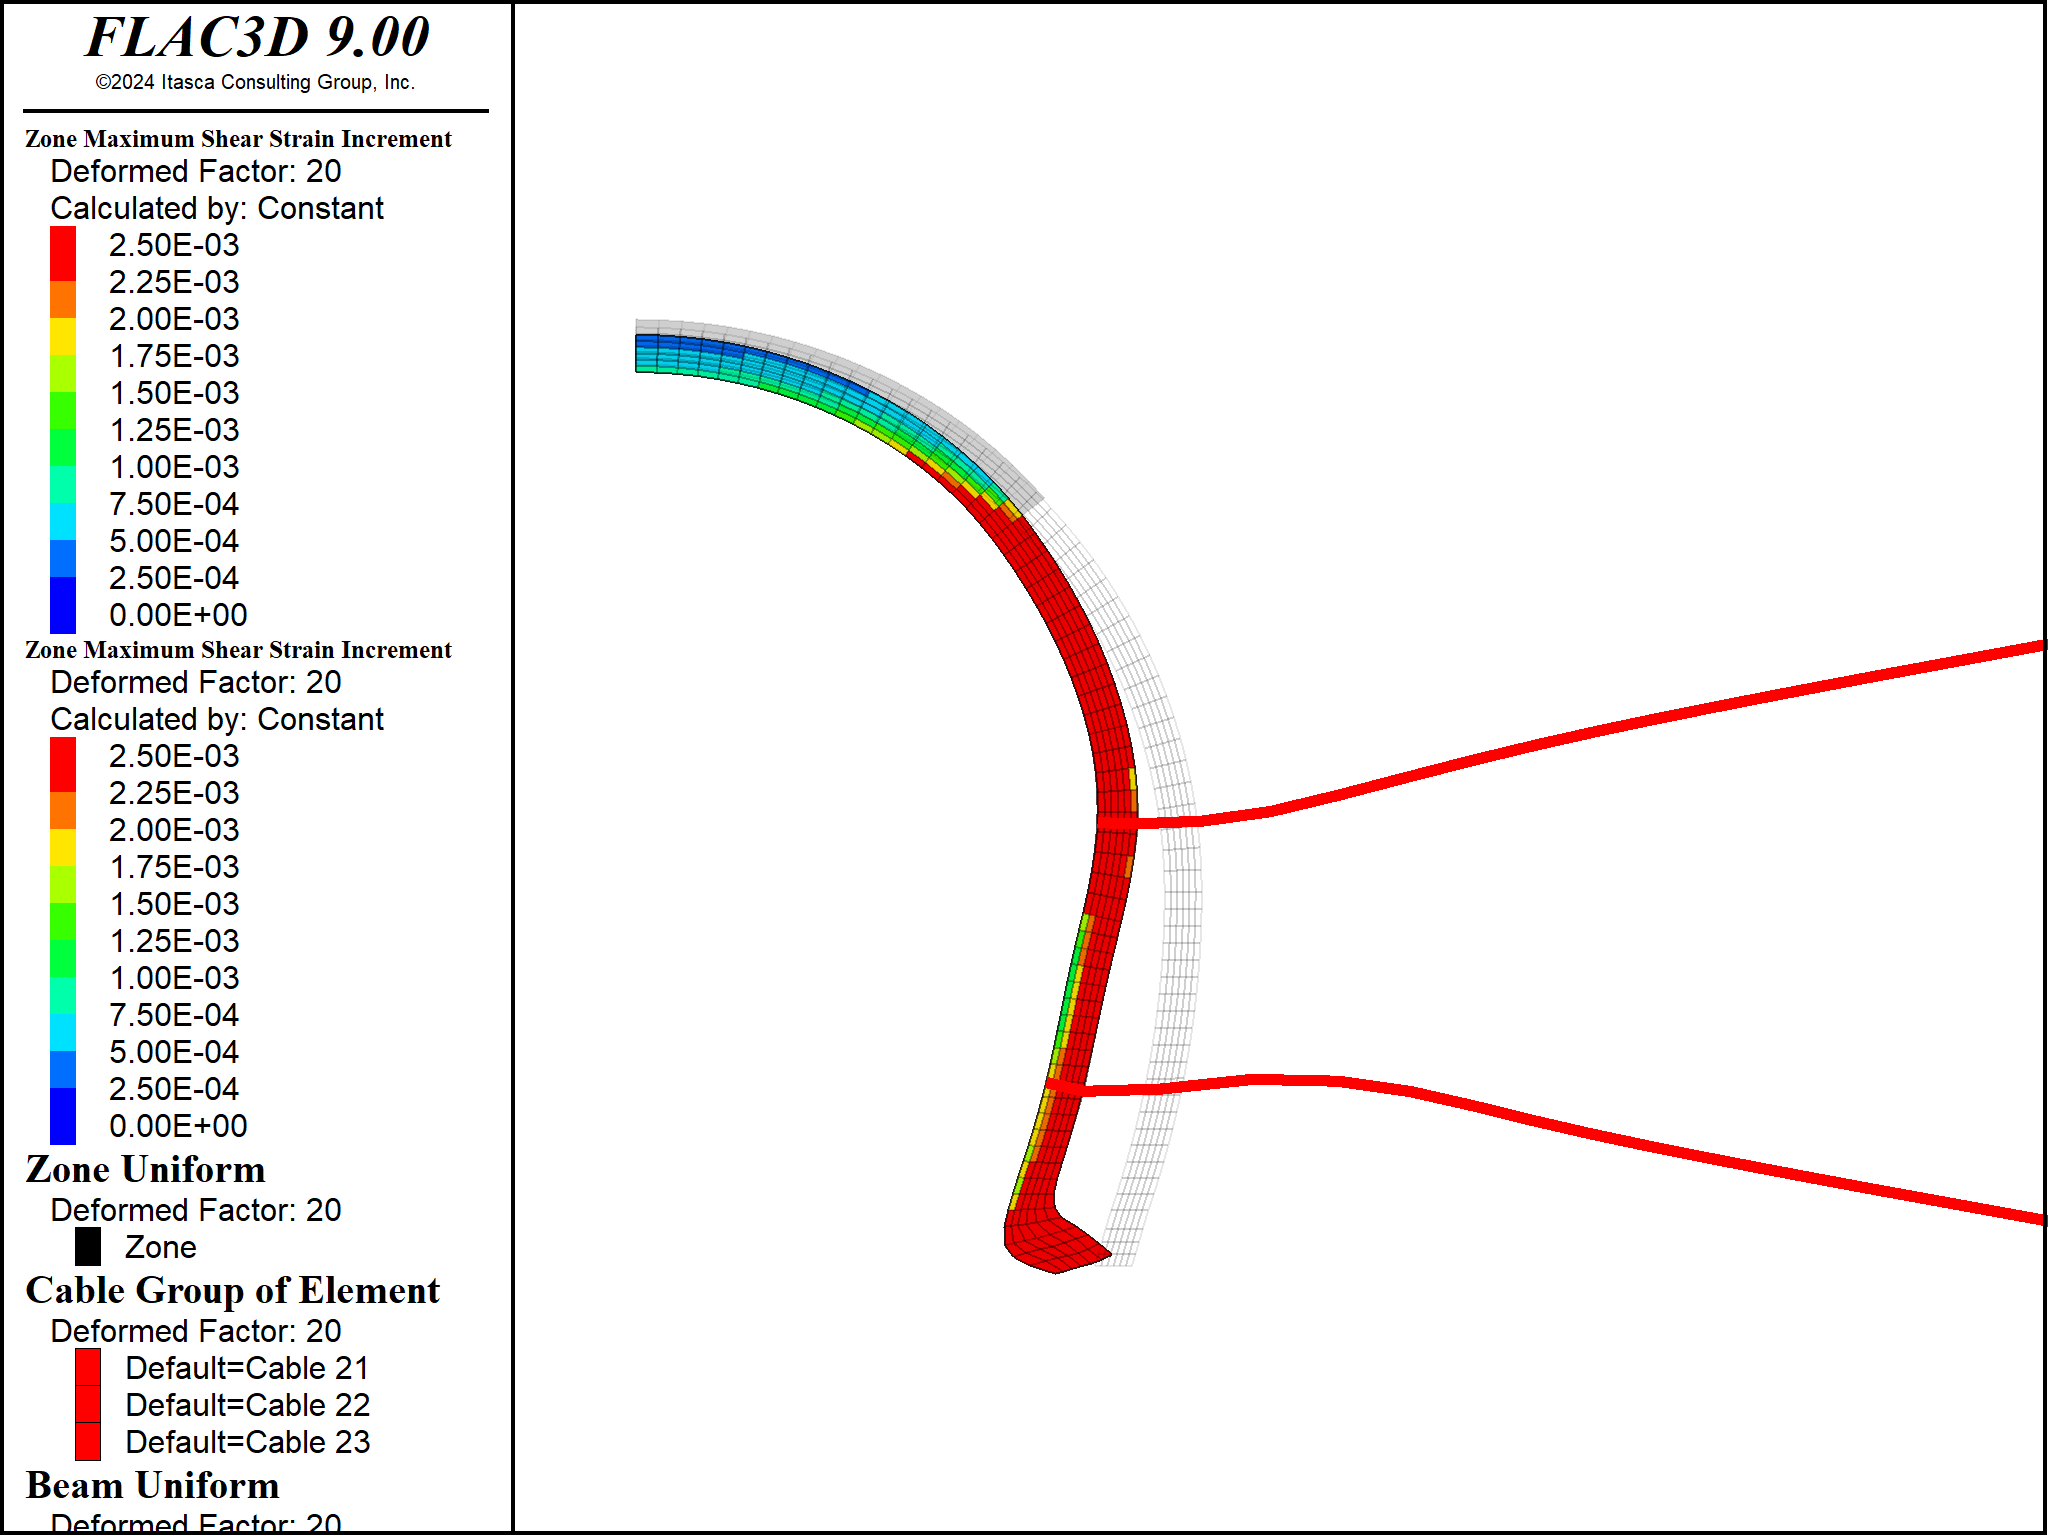 FLAC3D 9.00
©2024 Itasca Consulting Group, Inc.
Zone Maximum Shear Strain Increment
Deformed Factor: 20
Calculated by: Constant
2.50E-03
2.25E-03
2.00E-03
1.75E-03
1.50E-03
1.25E-03
1.00E-03
7.50E-04
5.00E-04
2.50E-04
0.00E+00
Zone Maximum Shear Strain Increment
Deformed Factor: 20
Calculated by: Constant
2.50E-03
2.25E-03
2.00E-03
1.75E-03
1.50E-03
1.25E-03
1.00E-03
7.50E-04
5.00E-04
2.50E-04
0.00E+00
Zone Uniform
Deformed Factor: 20
Zone
Cable Group of Element
Deformed Factor: 20
Default=Cable 21
Default=Cable 22
Default=Cable 23
Beam Uniform
Deformed Factor: 20